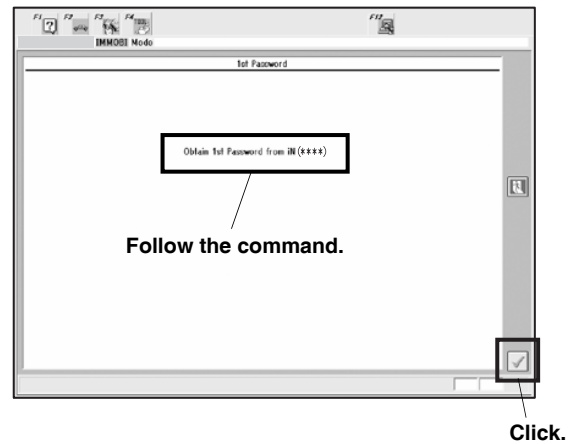 F1 F2 F3 F4 F12
IMMOBI Mode
1st Password
Obtain 1st Password from iN (****)
Follow the command.
Click.